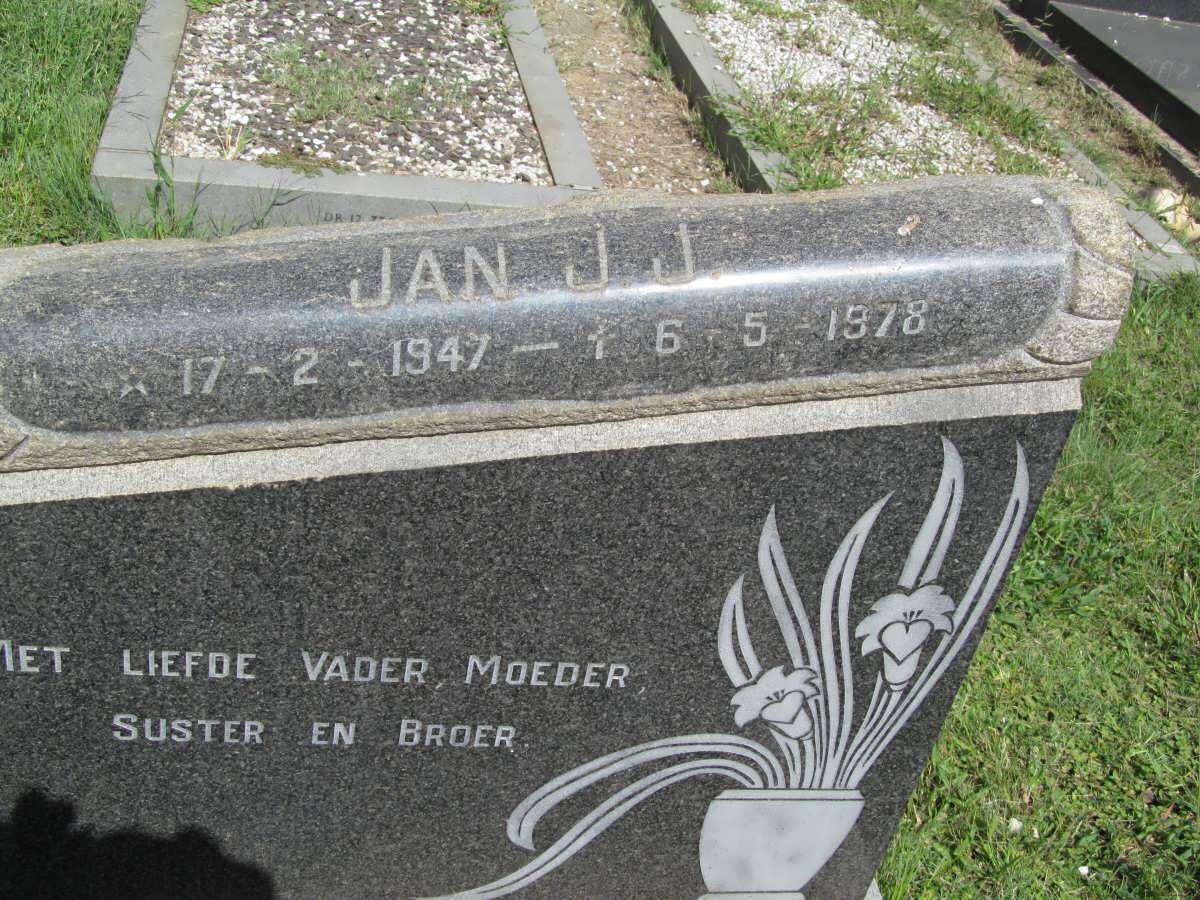 JAN J.J.
* 17-2-1947 — † 6-5-1978
MET LIEFDE VADER MOEDER
SUSTER EN BROER